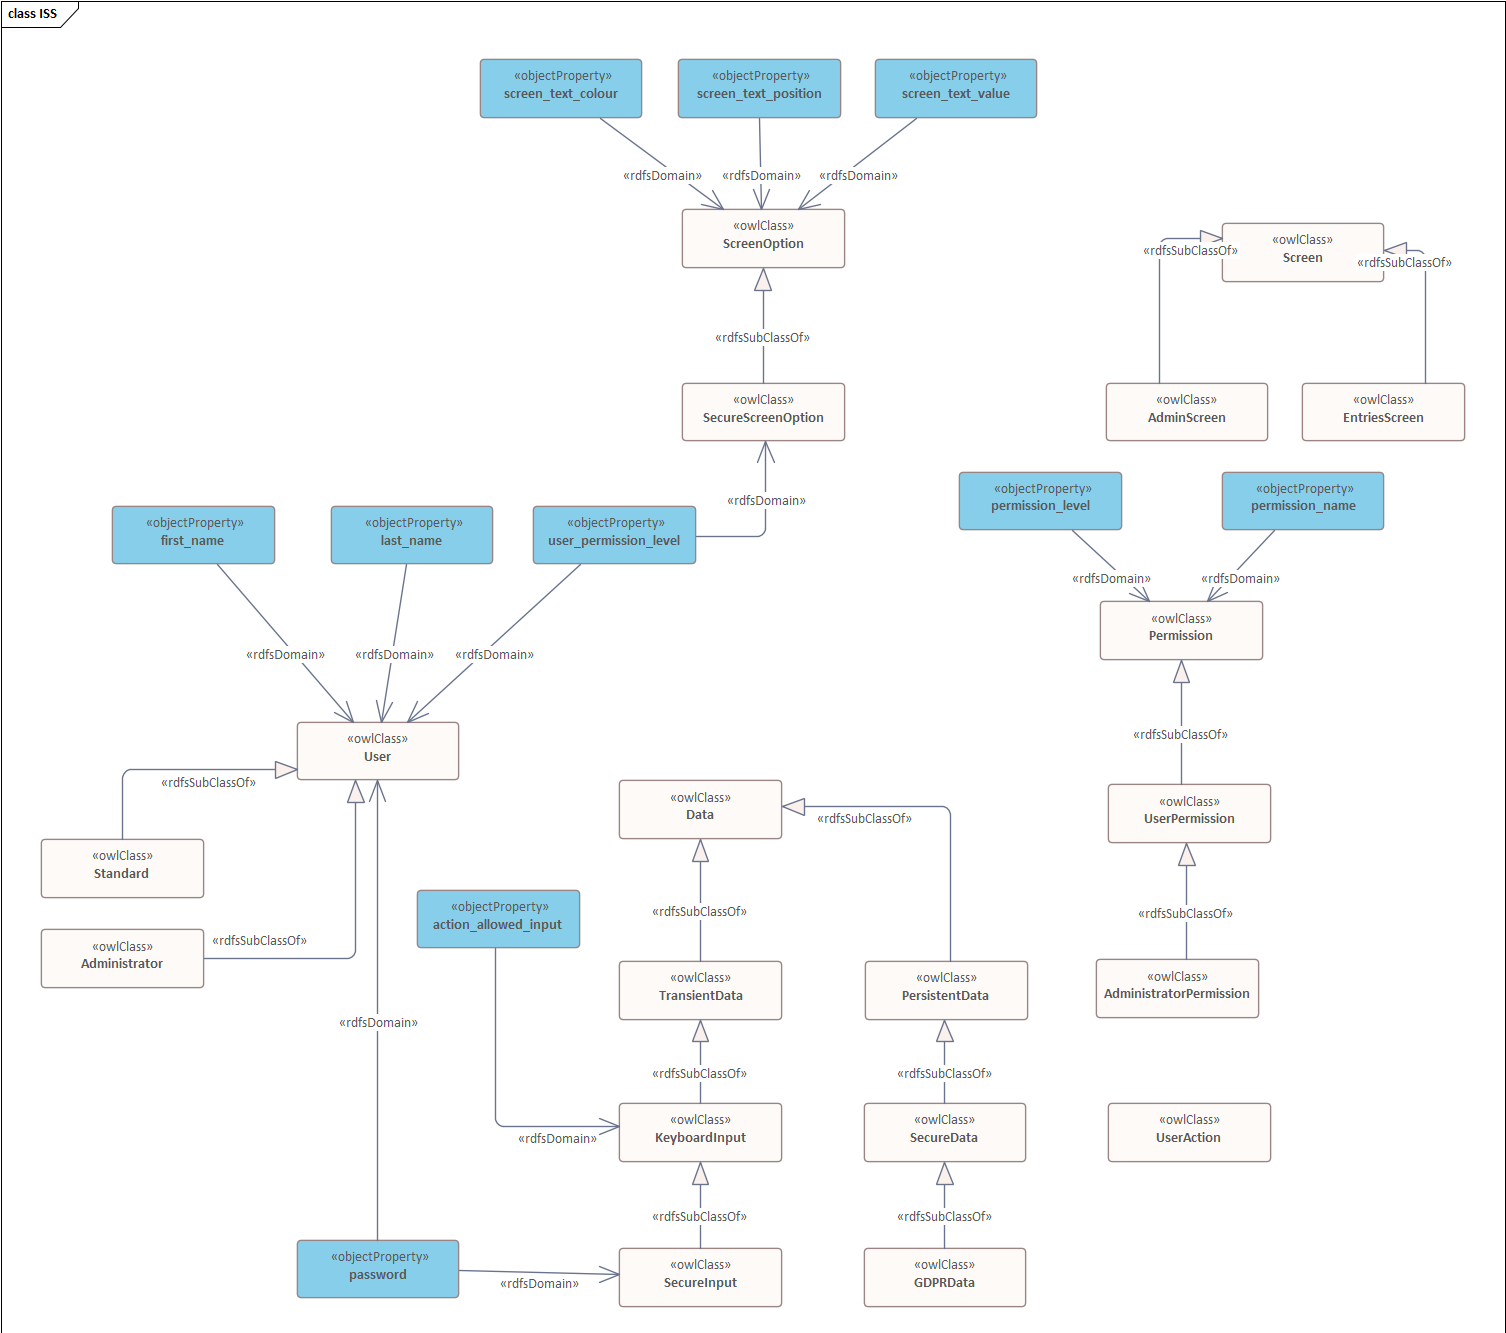 class ISS
«objectProperty»
screen_text_colour
«objectProperty»
screen_text_position
«objectProperty»
screen_text_value
«rdfsDomain»
«rdfsDomain»
«rdfsDomain»
«owlClass»
ScreenOption
«owlClass»
Screen
«rdfsSubClassOf»
«rdfsSubClassOf»
«rdfsSubClassOf»
«owlClass»
SecureScreenOption
«owlClass»
AdminScreen
«owlClass»
EntriesScreen
«rdfsDomain»
«objectProperty»
permission_level
«objectProperty»
permission_name
«objectProperty»
first_name
«objectProperty»
last_name
«objectProperty»
user_permission_level
«rdfsDomain»
«rdfsDomain»
«owlClass»
Permission
«rdfsDomain»
«rdfsDomain»
«rdfsDomain»
«owlClass»
User
«rdfsSubClassOf»
«rdfsSubClassOf»
«owlClass»
Data
«rdfsSubClassOf»
«owlClass»
UserPermission
«owlClass»
Standard
«objectProperty»
action_allowed_input
«rdfsSubClassOf»
«rdfsSubClassOf»
«owlClass»
Administrator
«rdfsSubClassOf»
«owlClass»
TransientData
«owlClass»
PersistentData
«owlClass»
AdministratorPermission
«rdfsDomain»
«rdfsSubClassOf»
«rdfsSubClassOf»
«rdfsDomain»
«owlClass»
KeyboardInput
«owlClass»
SecureData
«owlClass»
UserAction
«rdfsSubClassOf»
«rdfsSubClassOf»
«objectProperty»
password
«rdfsDomain»
«owlClass»
SecureInput
«owlClass»
GDPRData